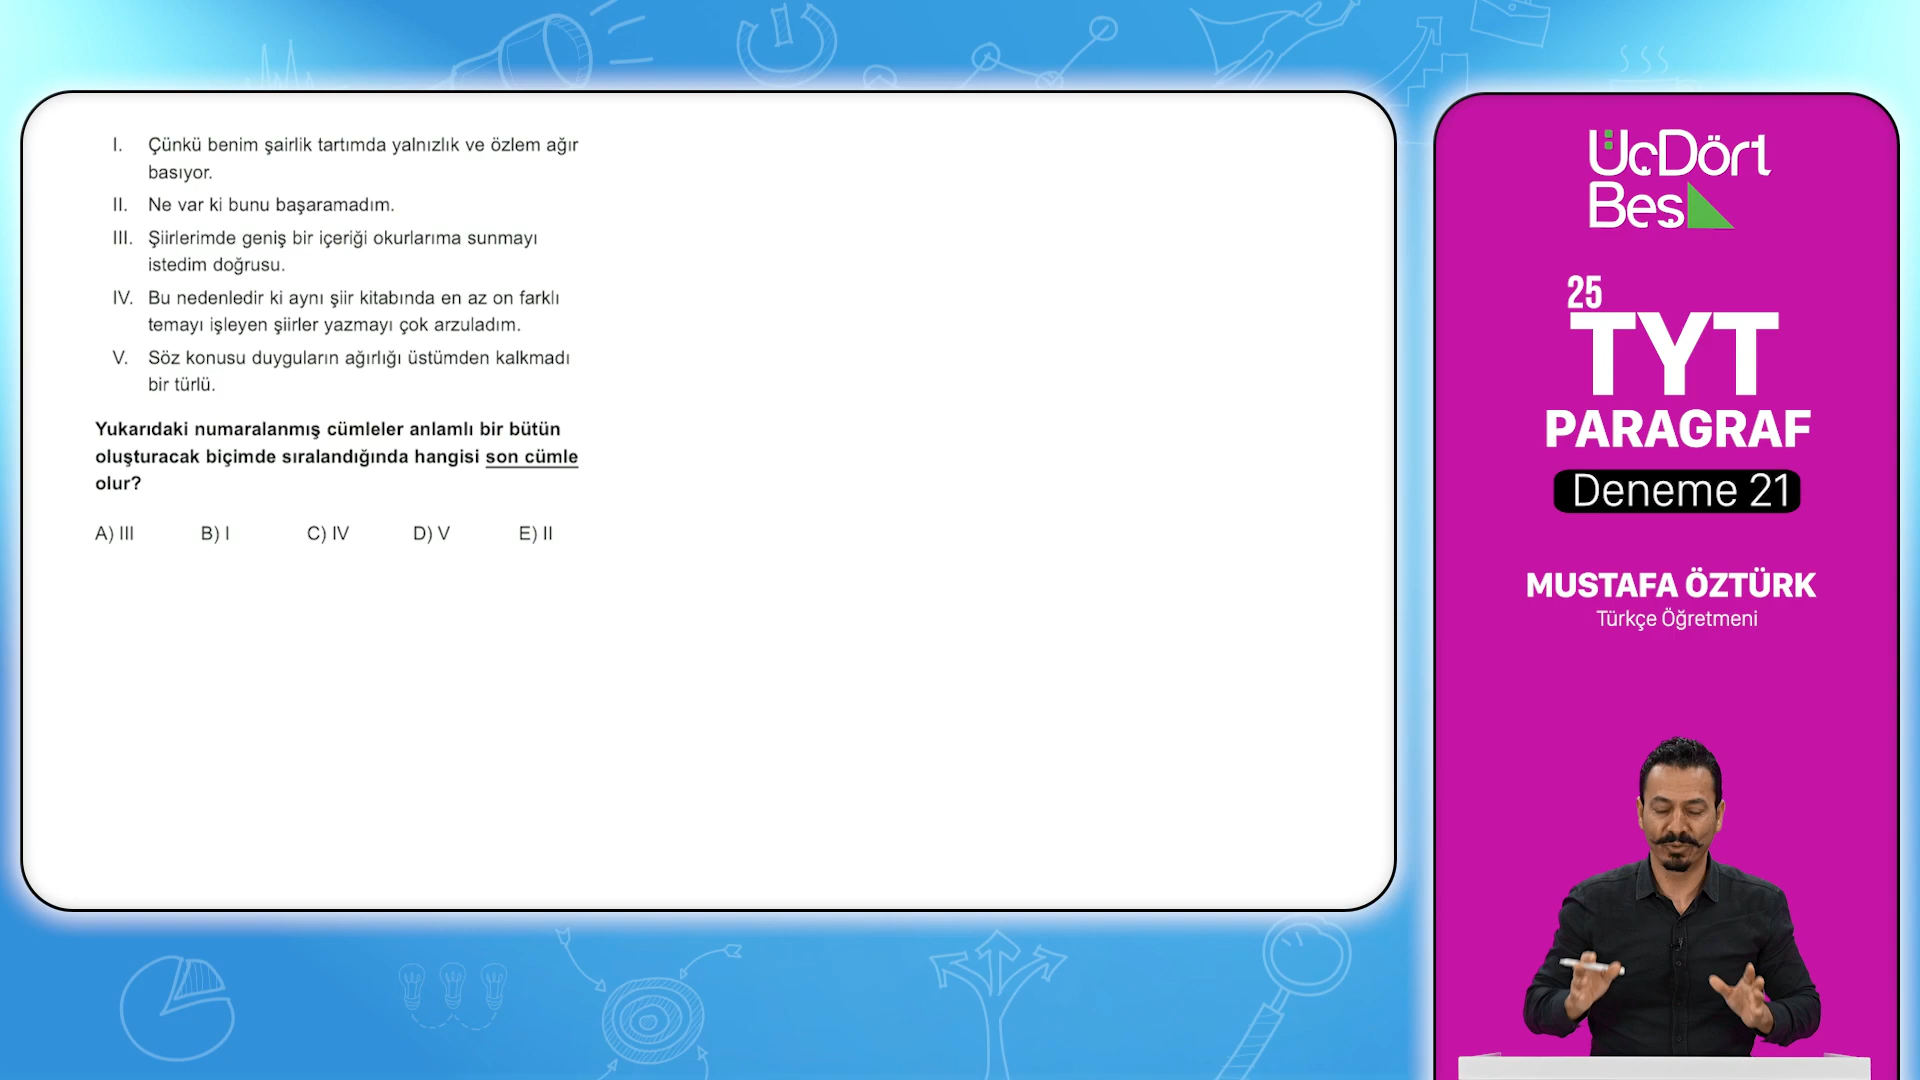 I. Çünkü benim şairlik tartımda yalnızlık ve özlem ağır
basıyor.
II. Ne var ki bunu başaramadım.
III. Şiirlerimde geniş bir içeriği okurlarıma sunmayı
istedim doğrusu.
IV. Bu nedenledir ki aynı şiir kitabında en az on farklı
temayı işleyen şiirler yazmayı çok arzuladım.
V. Söz konusu duyguların ağırlığı üstümden kalkmadı
bir türlü.
Yukarıdaki numaralanmış cümleler anlamlı bir bütün
oluşturacak biçimde sıralandığında hangisi son cümle
olur?
A) III B) I C) IV D) V E) II
ÜçDört
Beş
25
TYT
PARAGRAF
Deneme 21
MUSTAFA ÖZTÜRK
Türkçe Öğretmeni